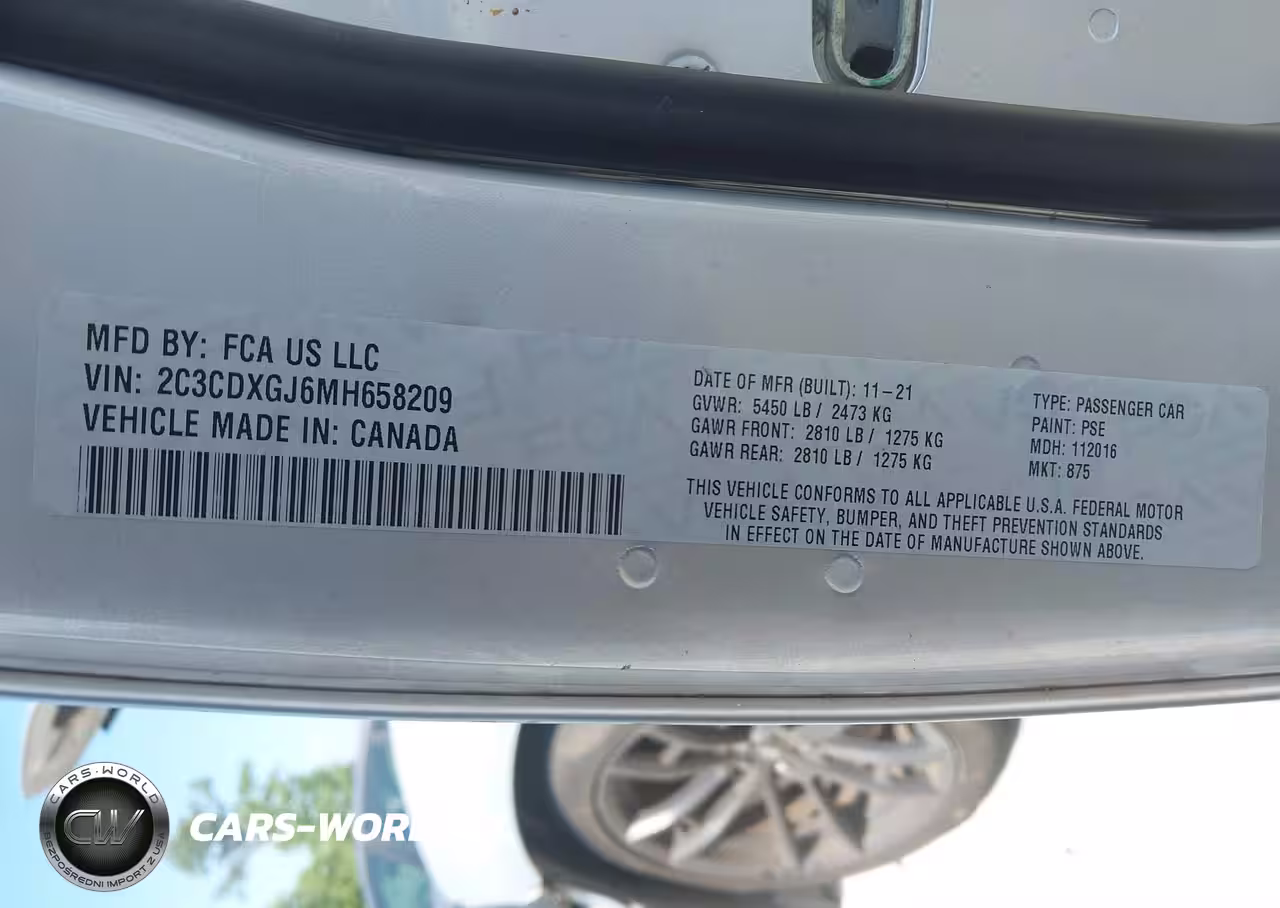 MFD BY: FCA US LLC
VIN: 2C3CDXGJ6MH658209
VEHICLE MADE IN: CANADA
DATE OF MFR (BUILT): 11-21
GVWR: 5450 LB / 2473 KG
GAWR FRONT: 2810 LB / 1275 KG
GAWR REAR: 2810 LB / 1275 KG
TYPE: PASSENGER CAR
PAINT: PSE
MDH: 112016
MKT: 875
THIS VEHICLE CONFORMS TO ALL APPLICABLE U.S.A. FEDERAL MOTOR
VEHICLE SAFETY, BUMPER, AND THEFT PREVENTION STANDARDS
IN EFFECT ON THE DATE OF MANUFACTURE SHOWN ABOVE.
CARS-WORLD
CW
BEZPOŚREDNI IMPORT Z USA
CARS-WOR